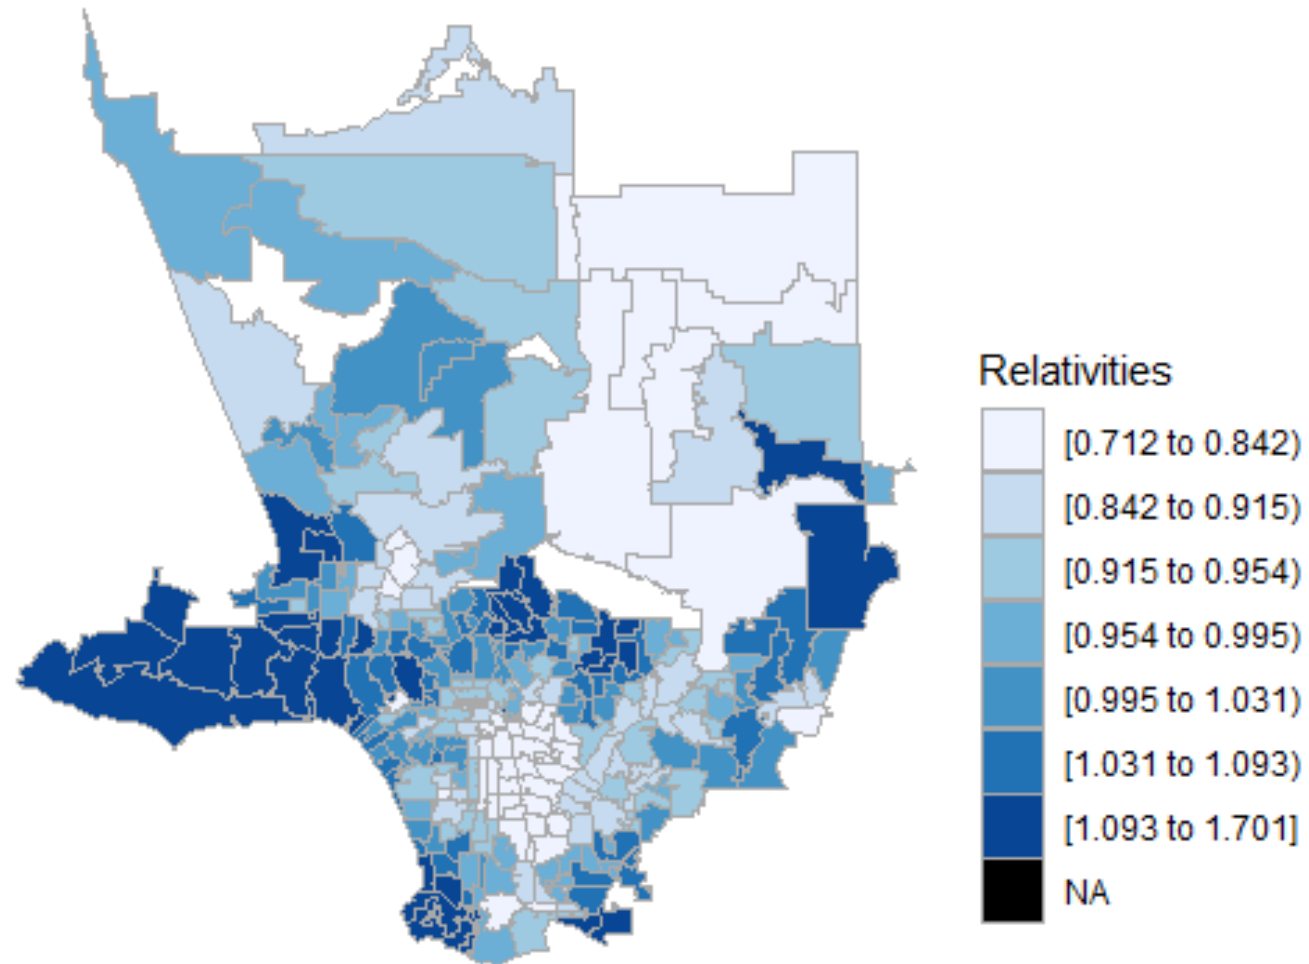 Relativities
[0.712 to 0.842)
[0.842 to 0.915)
[0.915 to 0.954)
[0.954 to 0.995)
[0.995 to 1.031)
[1.031 to 1.093)
[1.093 to 1.701]
NA